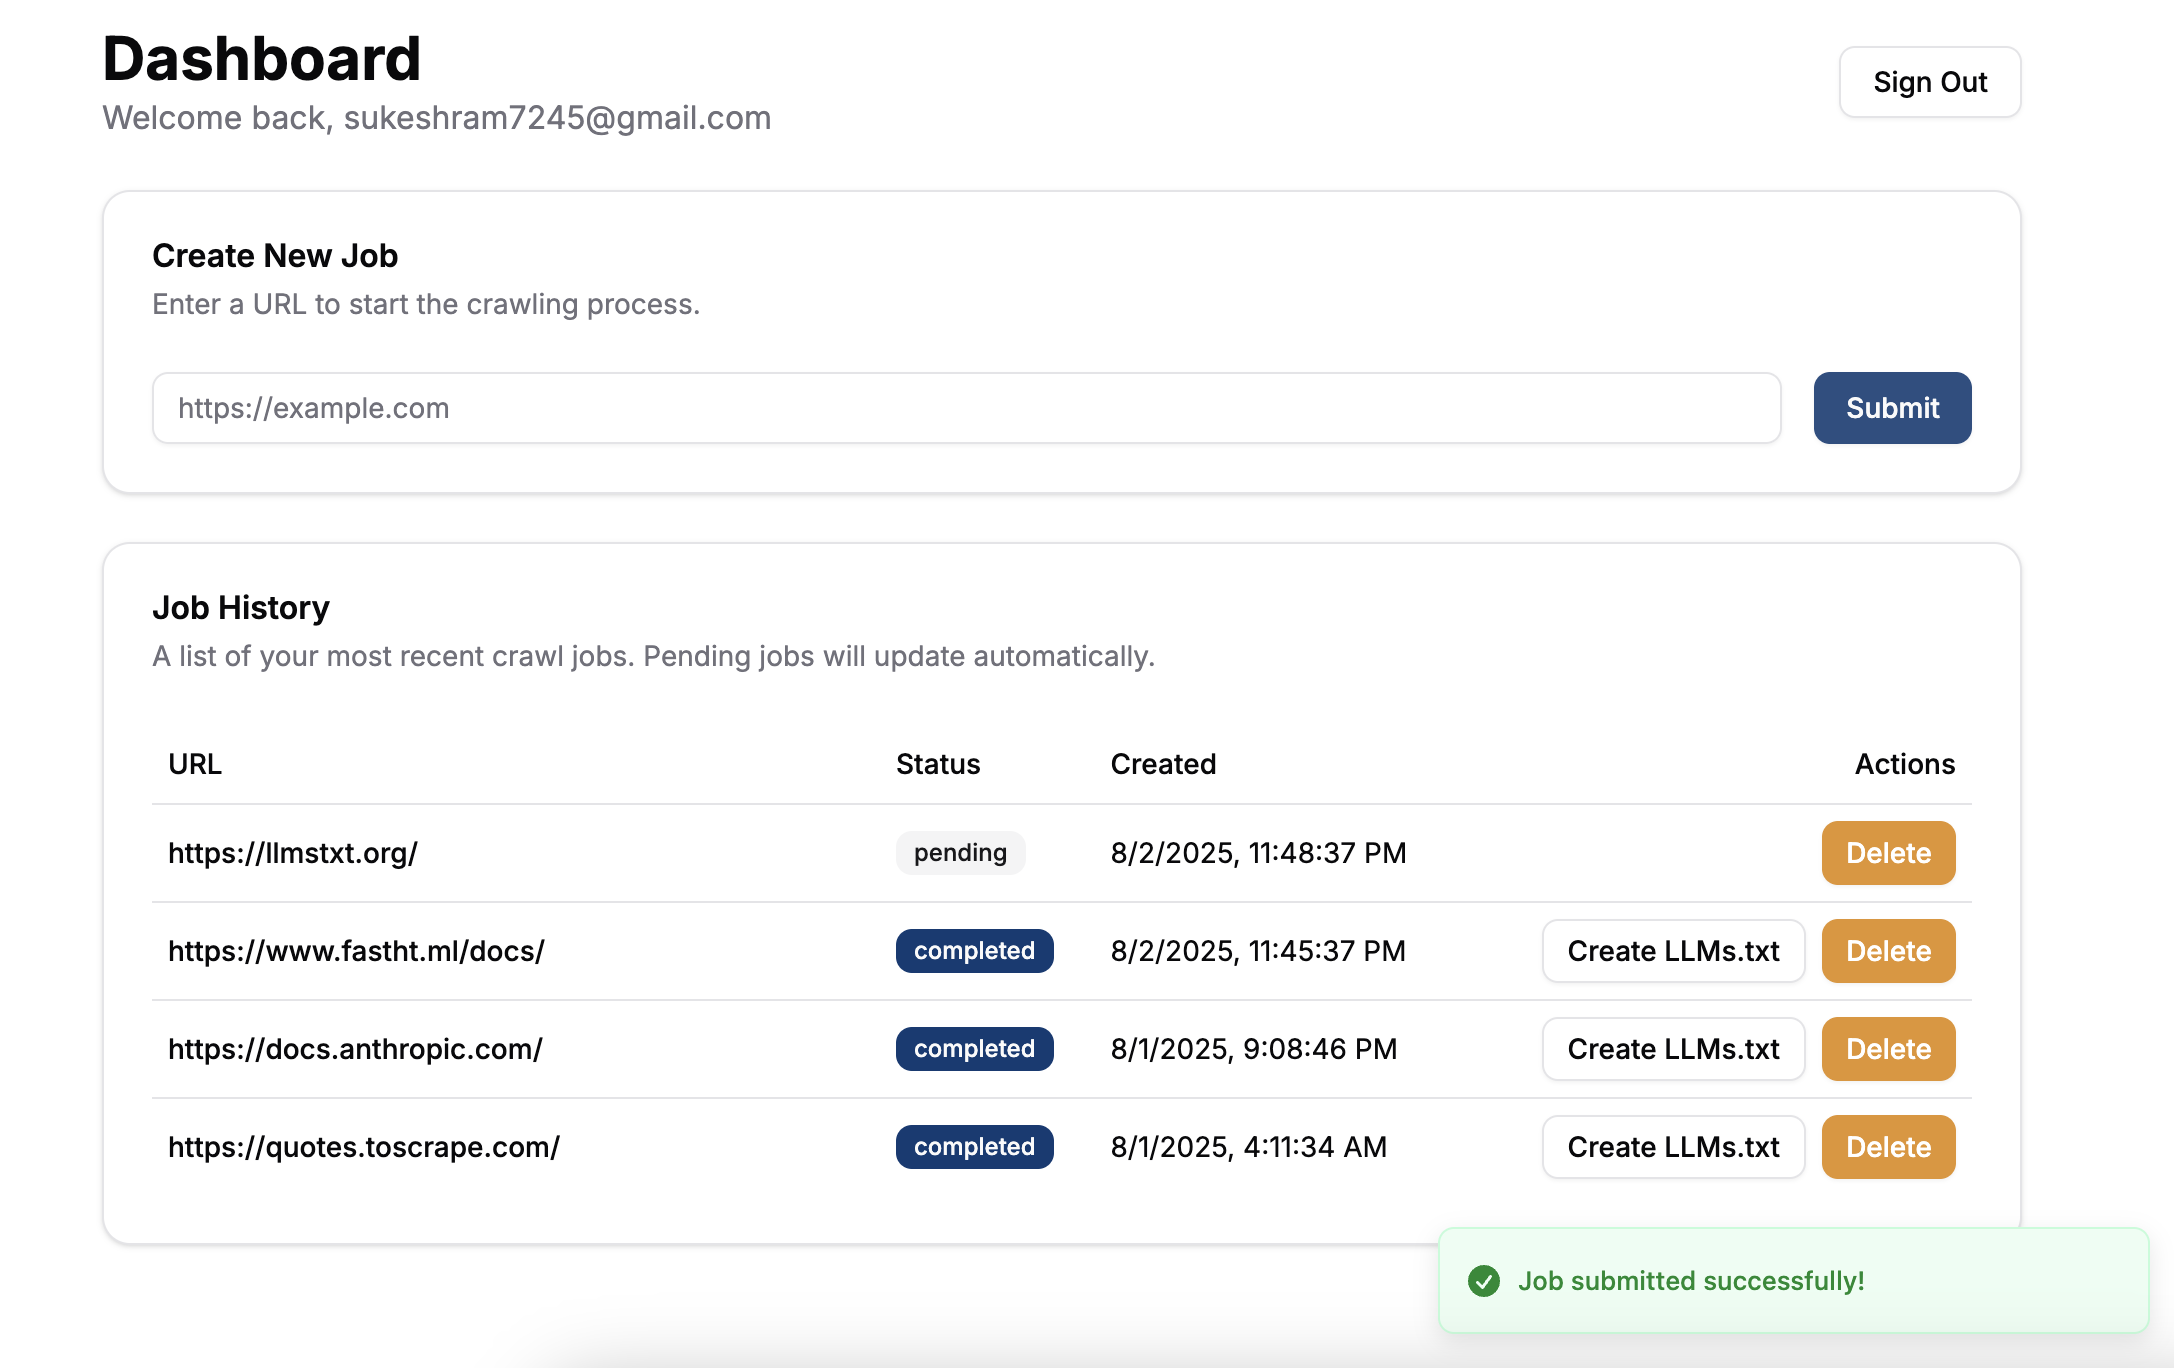 Dashboard
Welcome back, sukeshram7245@gmail.com
Sign Out
Create New Job
Enter a URL to start the crawling process.
https://example.com
Submit
Job History
A list of your most recent crawl jobs. Pending jobs will update automatically.
URL Status Created Actions
https://llmstxt.org/ pending 8/2/2025, 11:48:37 PM Delete
https://www.fastht.ml/docs/ completed 8/2/2025, 11:45:37 PM Create LLMs.txt Delete
https://docs.anthropic.com/ completed 8/1/2025, 9:08:46 PM Create LLMs.txt Delete
https://quotes.toscrape.com/ completed 8/1/2025, 4:11:34 AM Create LLMs.txt Delete
Job submitted successfully!